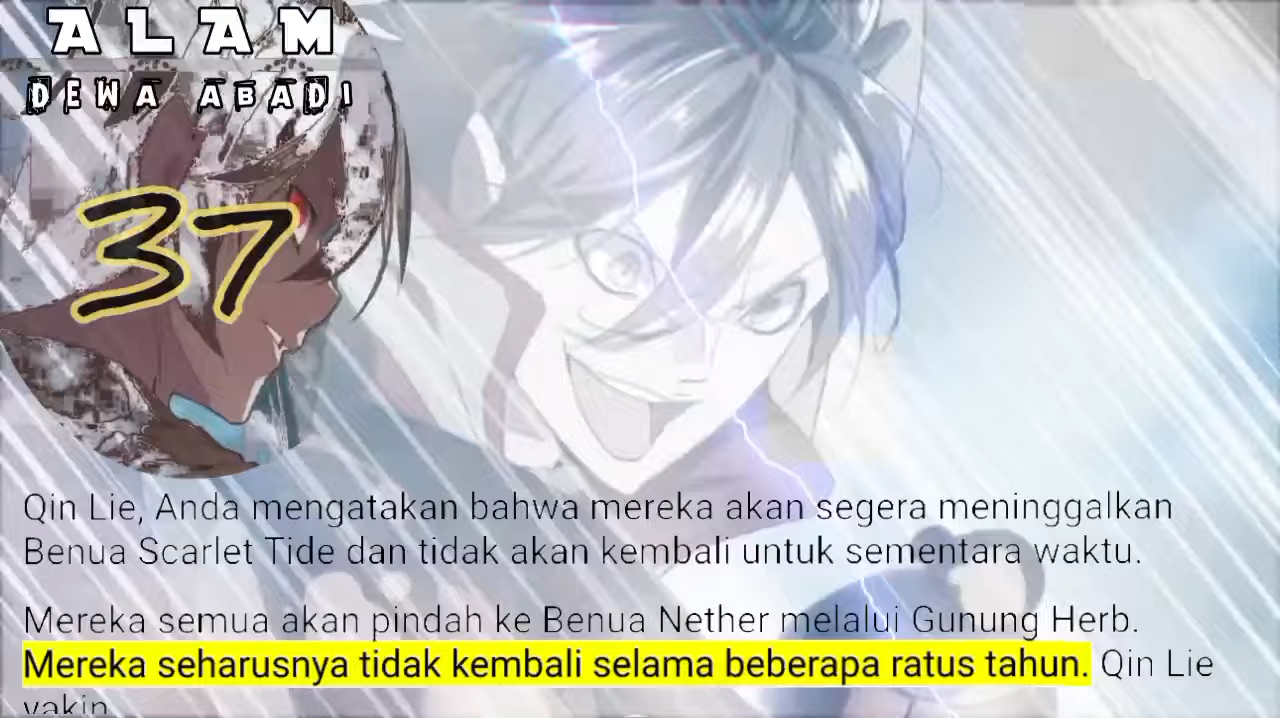 ALAM
DEWA ABADI
37
Qin Lie, Anda mengatakan bahwa mereka akan segera meninggalkan
Benua Scarlet Tide dan tidak akan kembali untuk sementara waktu.
Mereka semua akan pindah ke Benua Nether melalui Gunung Herb.
Mereka seharusnya tidak kembali selama beberapa ratus tahun. Qin Lie
yakin